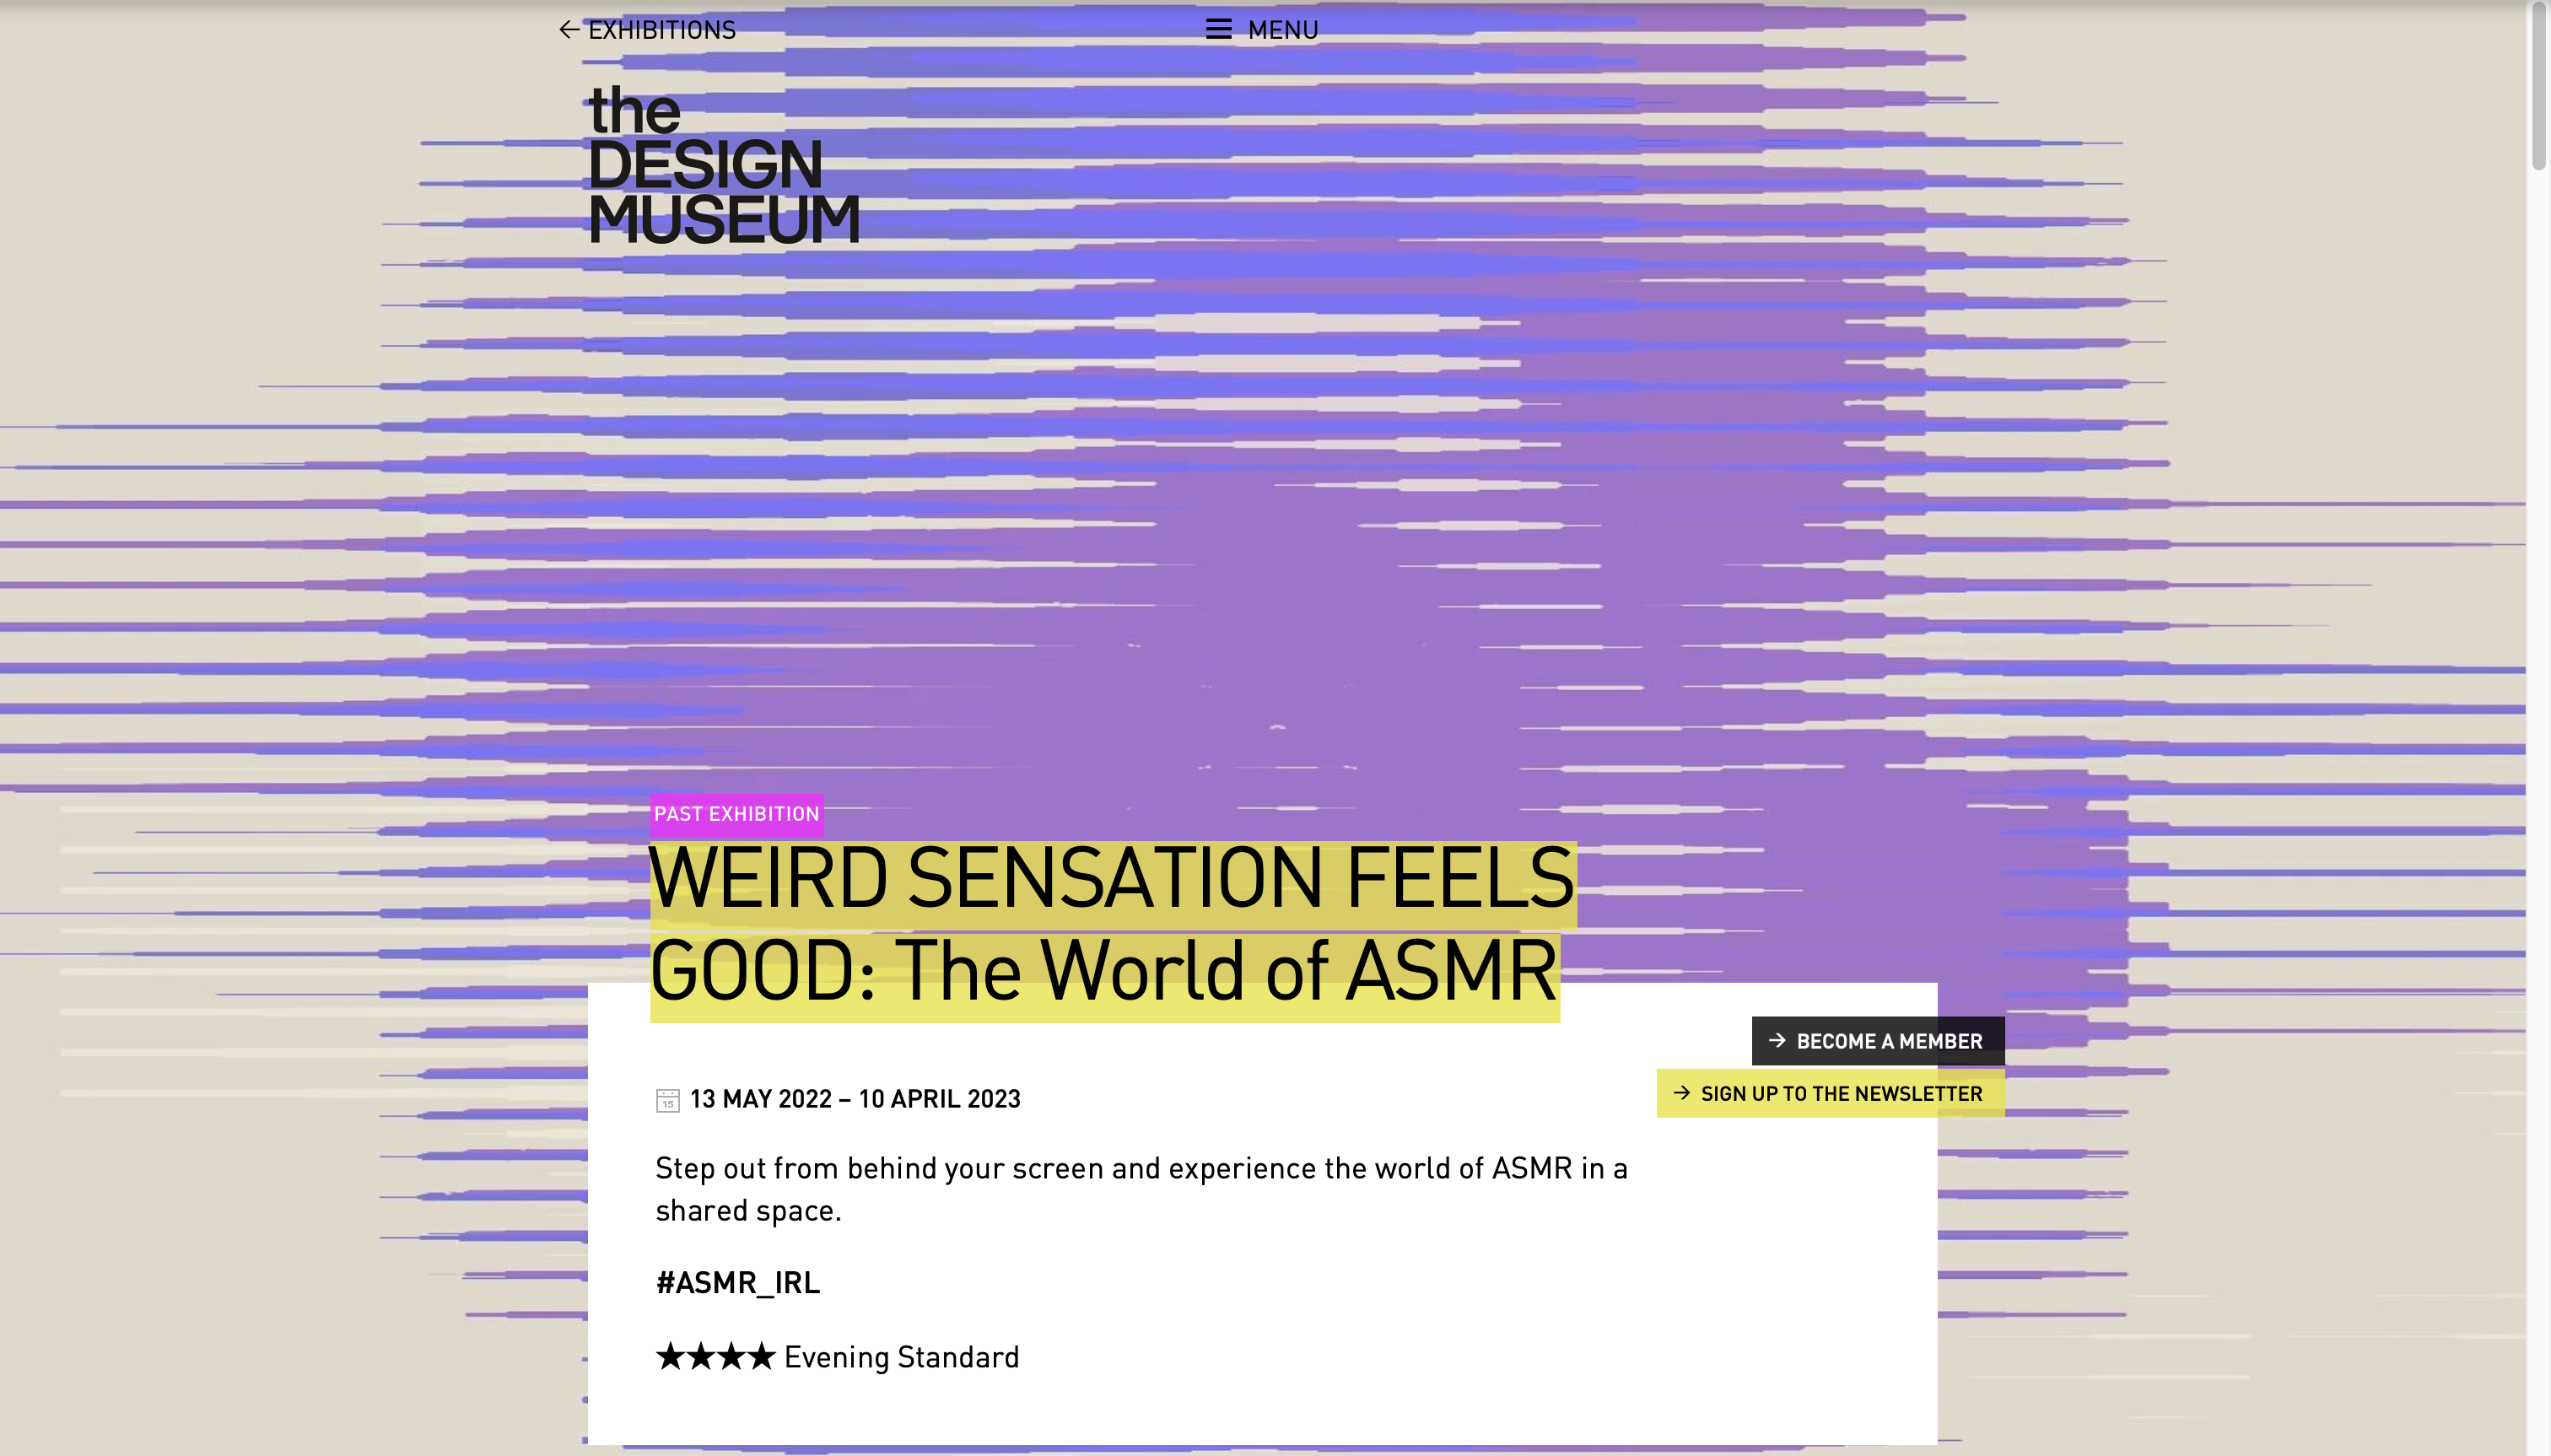 ← EXHIBITIONS
MENU
the
DESIGN
MUSEUM
PAST EXHIBITION
WEIRD SENSATION FEELS
GOOD: The World of ASMR
→ BECOME A MEMBER
→ SIGN UP TO THE NEWSLETTER
15 13 MAY 2022 – 10 APRIL 2023
Step out from behind your screen and experience the world of ASMR in a
shared space.
#ASMR_IRL
★★★★ Evening Standard